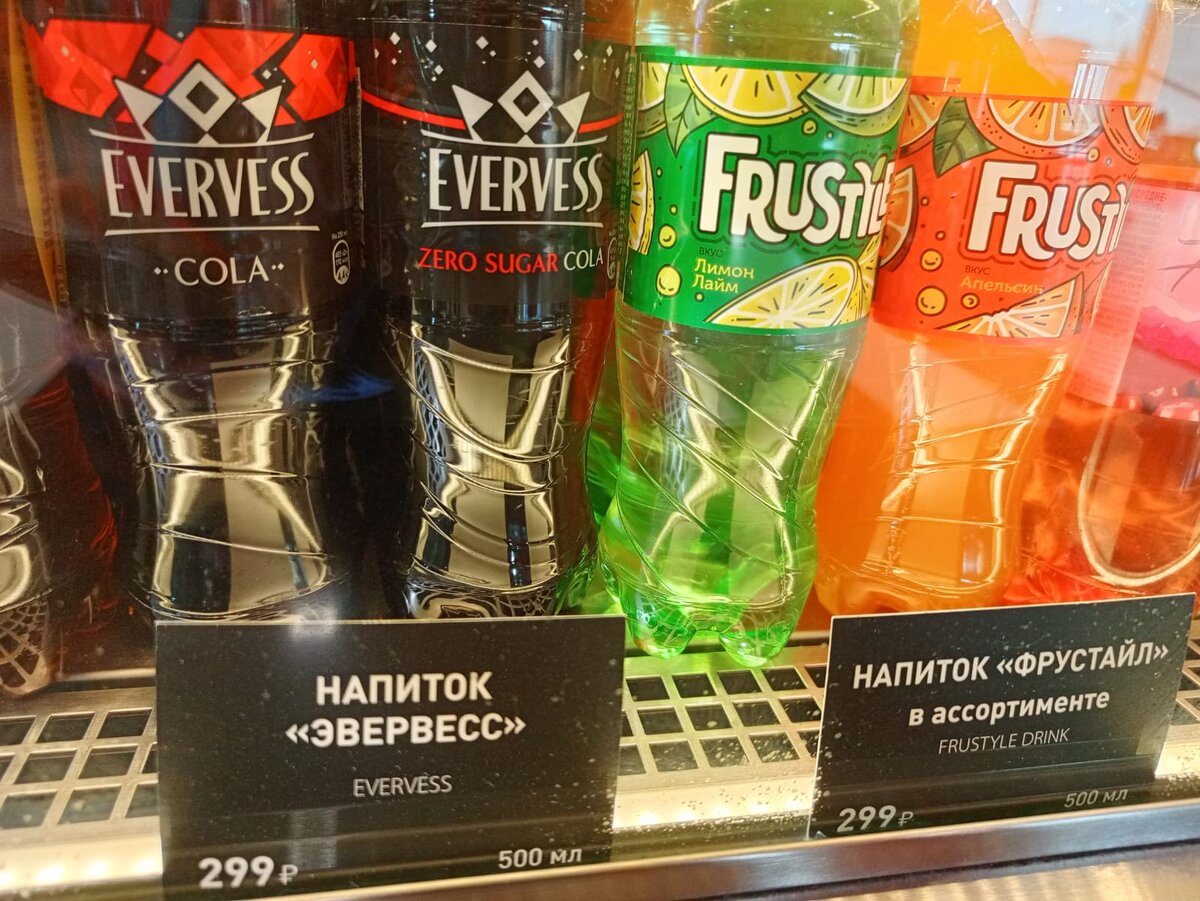 EVERVESS
COLA
EVERVESS
ZERO SUGAR COLA
FRUSTYLE
ВКУС
Лимон
Лайм
FRUSTY
ВКУС
Апельсин
НАПИТОК
«ЭВЕРВЕСС»
EVERVESS
299₽
500 мл
НАПИТОК «ФРУСТАЙЛ»
в ассортименте
FRUSTYLE DRINK
299₽
500 мл